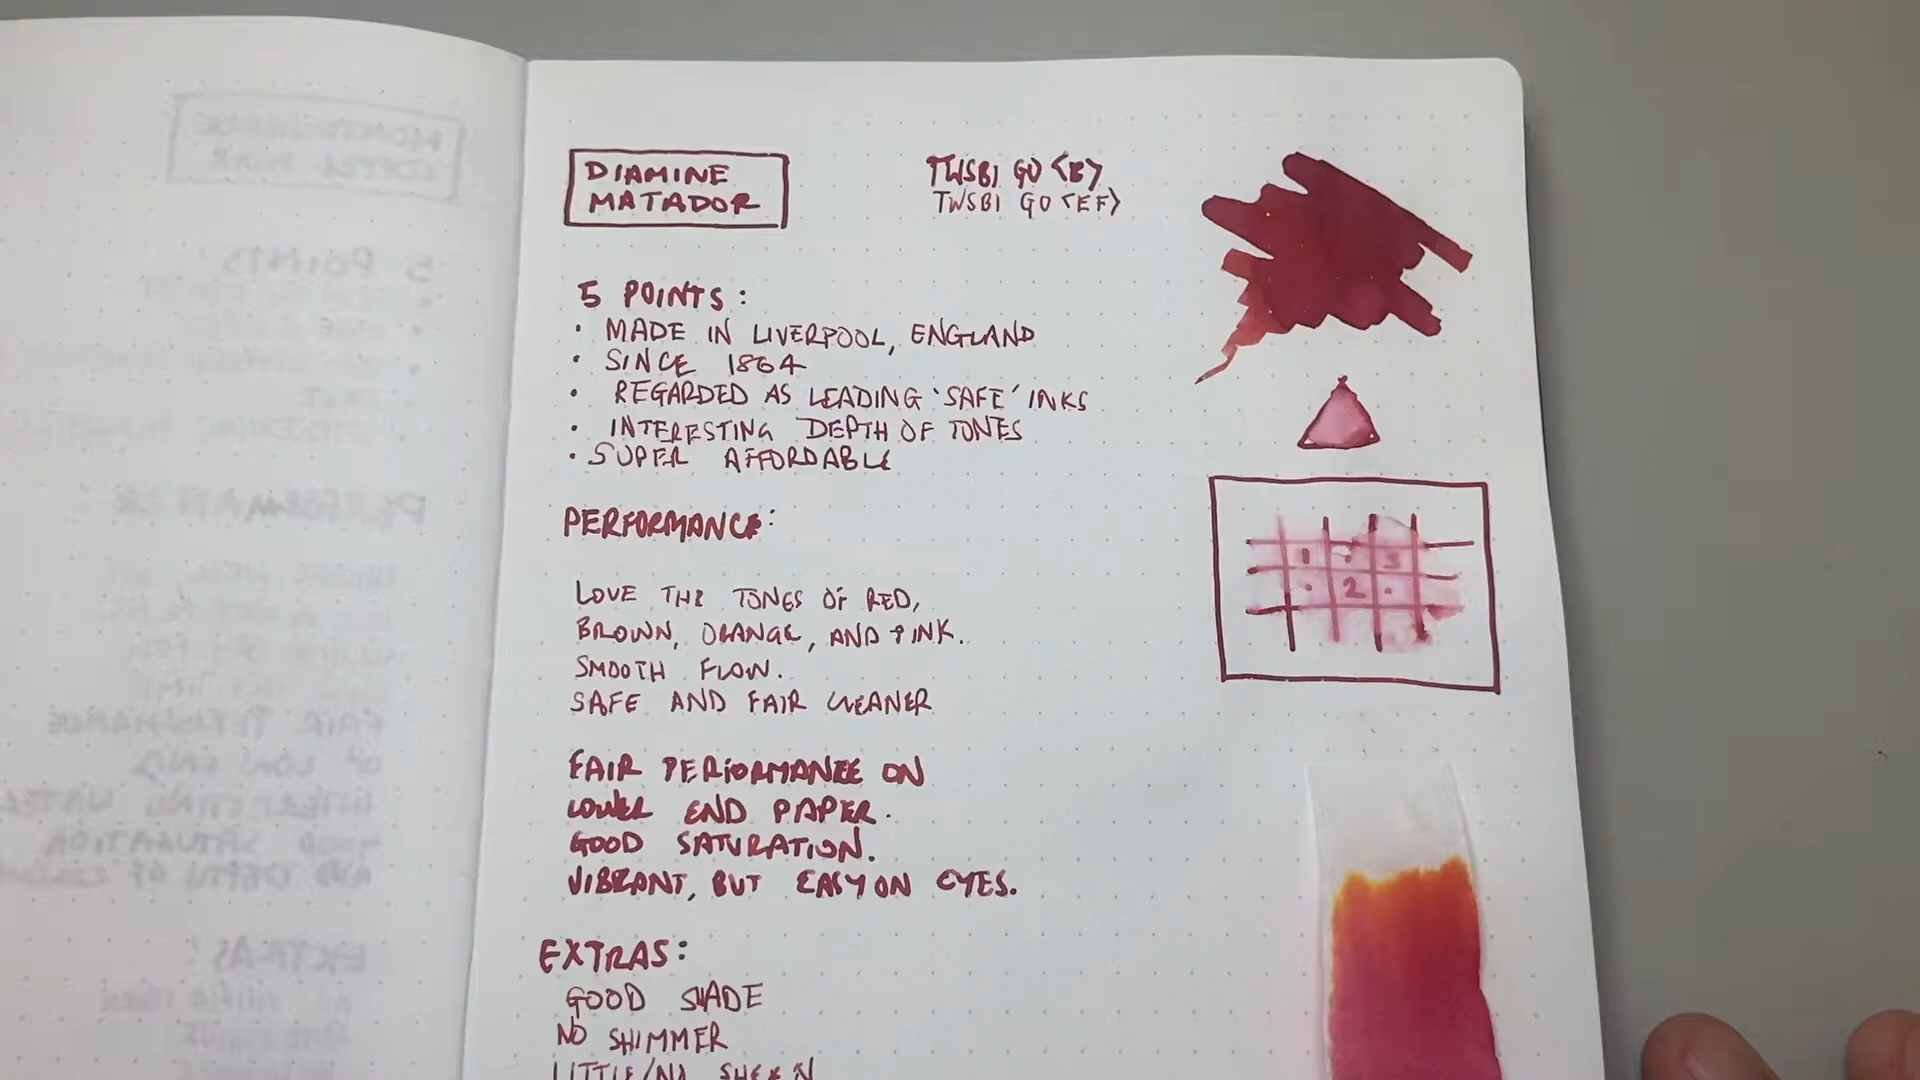 DIAMINE
MATADOR
TWSBI GO <B>
TWSBI GO <EF>
5 POINTS:
• MADE IN LIVERPOOL, ENGLAND
• SINCE 1864
• REGARDED AS LEADING 'SAFE' INKS
• INTERESTING DEPTH OF TONES
• SUPER AFFORDABLE
1 3
2
PERFORMANCE:
LOVE THE TONES OF RED,
BROWN, ORANGE, AND PINK.
SMOOTH FLOW.
SAFE AND FAIR CLEANER
FAIR PERFORMANCE ON
LOWER END PAPER.
GOOD SATURATION.
VIBRANT, BUT EASY ON EYES.
EXTRAS:
GOOD SHADE
NO SHIMMER
LITTLE/NO SHEEN